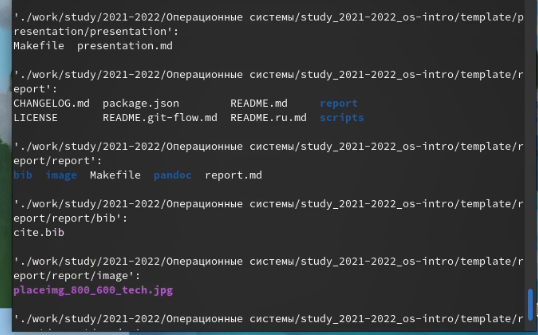 './work/study/2021-2022/Операционные системы/study_2021-2022_os-intro/template/p
resentation/presentation':
Makefile  presentation.md
'./work/study/2021-2022/Операционные системы/study_2021-2022_os-intro/template/r
eport':
CHANGELOG.md  package.json        README.md     report
LICENSE       README.git-flow.md  README.ru.md  scripts
'./work/study/2021-2022/Операционные системы/study_2021-2022_os-intro/template/r
eport/report':
bib  image  Makefile  pandoc  report.md
'./work/study/2021-2022/Операционные системы/study_2021-2022_os-intro/template/r
eport/report/bib':
cite.bib
'./work/study/2021-2022/Операционные системы/study_2021-2022_os-intro/template/r
eport/report/image':
placeimg_800_600_tech.jpg
'./work/study/2021-2022/Операционные системы/study_2021-2022_os-intro/template/r